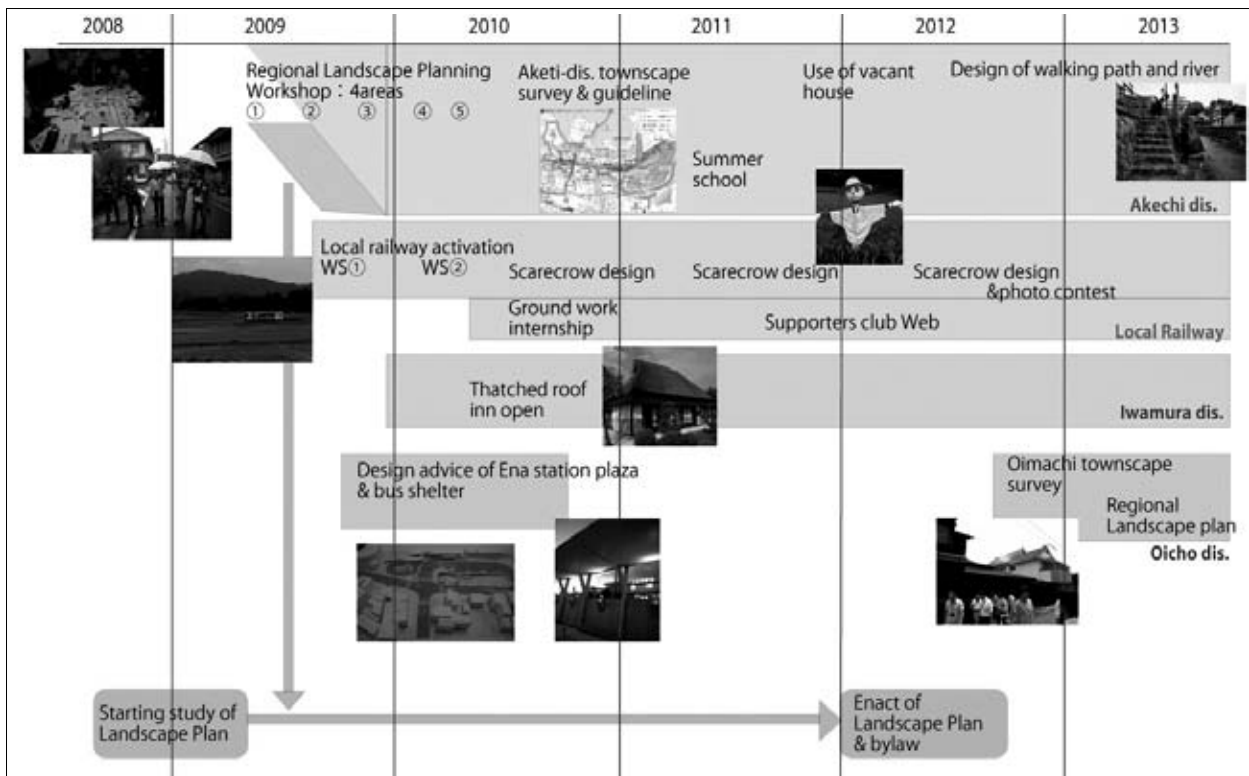 2008 2009 2010 2011 2012 2013
Regional Landscape Planning
Workshop：4areas
① ② ③ ④ ⑤
Aketi-dis. townscape
survey & guideline
Summer
school
Use of vacant
house
Design of walking path and river
Akechi dis.
Local railway activation
WS① WS②
Scarecrow design
Scarecrow design
Scarecrow design
&photo contest
Ground work
internship
Supporters club Web
Local Railway
Thatched roof
inn open
Iwamura dis.
Design advice of Ena station plaza
& bus shelter
Oimachi townscape
survey
Regional
Landscape plan
Oicho dis.
Starting study of
Landscape Plan
Enact of
Landscape Plan
& bylaw